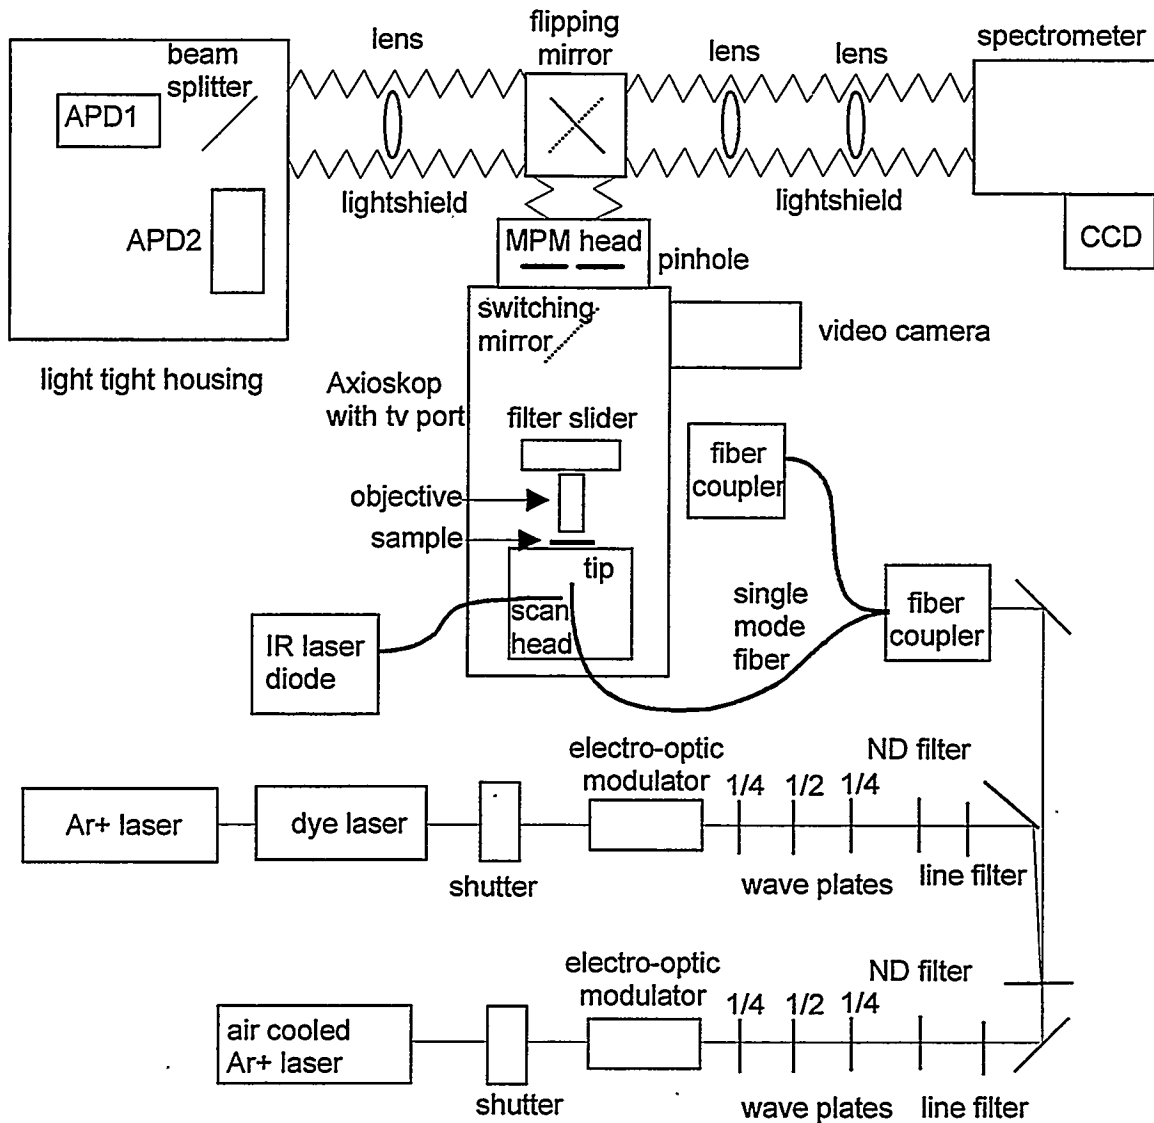 beam
splitter
APD1
APD2
light tight housing
lens
lightshield
flipping
mirror
lens
lens
lightshield
spectrometer
CCD
MPM head
pinhole
switching
mirror
video camera
Axioskop
with tv port
filter slider
objective
sample
tip
scan
head
IR laser
diode
fiber
coupler
single
mode
fiber
fiber
coupler
Ar+ laser
dye laser
shutter
electro-optic
modulator
1/4
1/2
1/4
wave plates
ND filter
line filter
air cooled
Ar+ laser
shutter
electro-optic
modulator
1/4
1/2
1/4
wave plates
ND filter
line filter